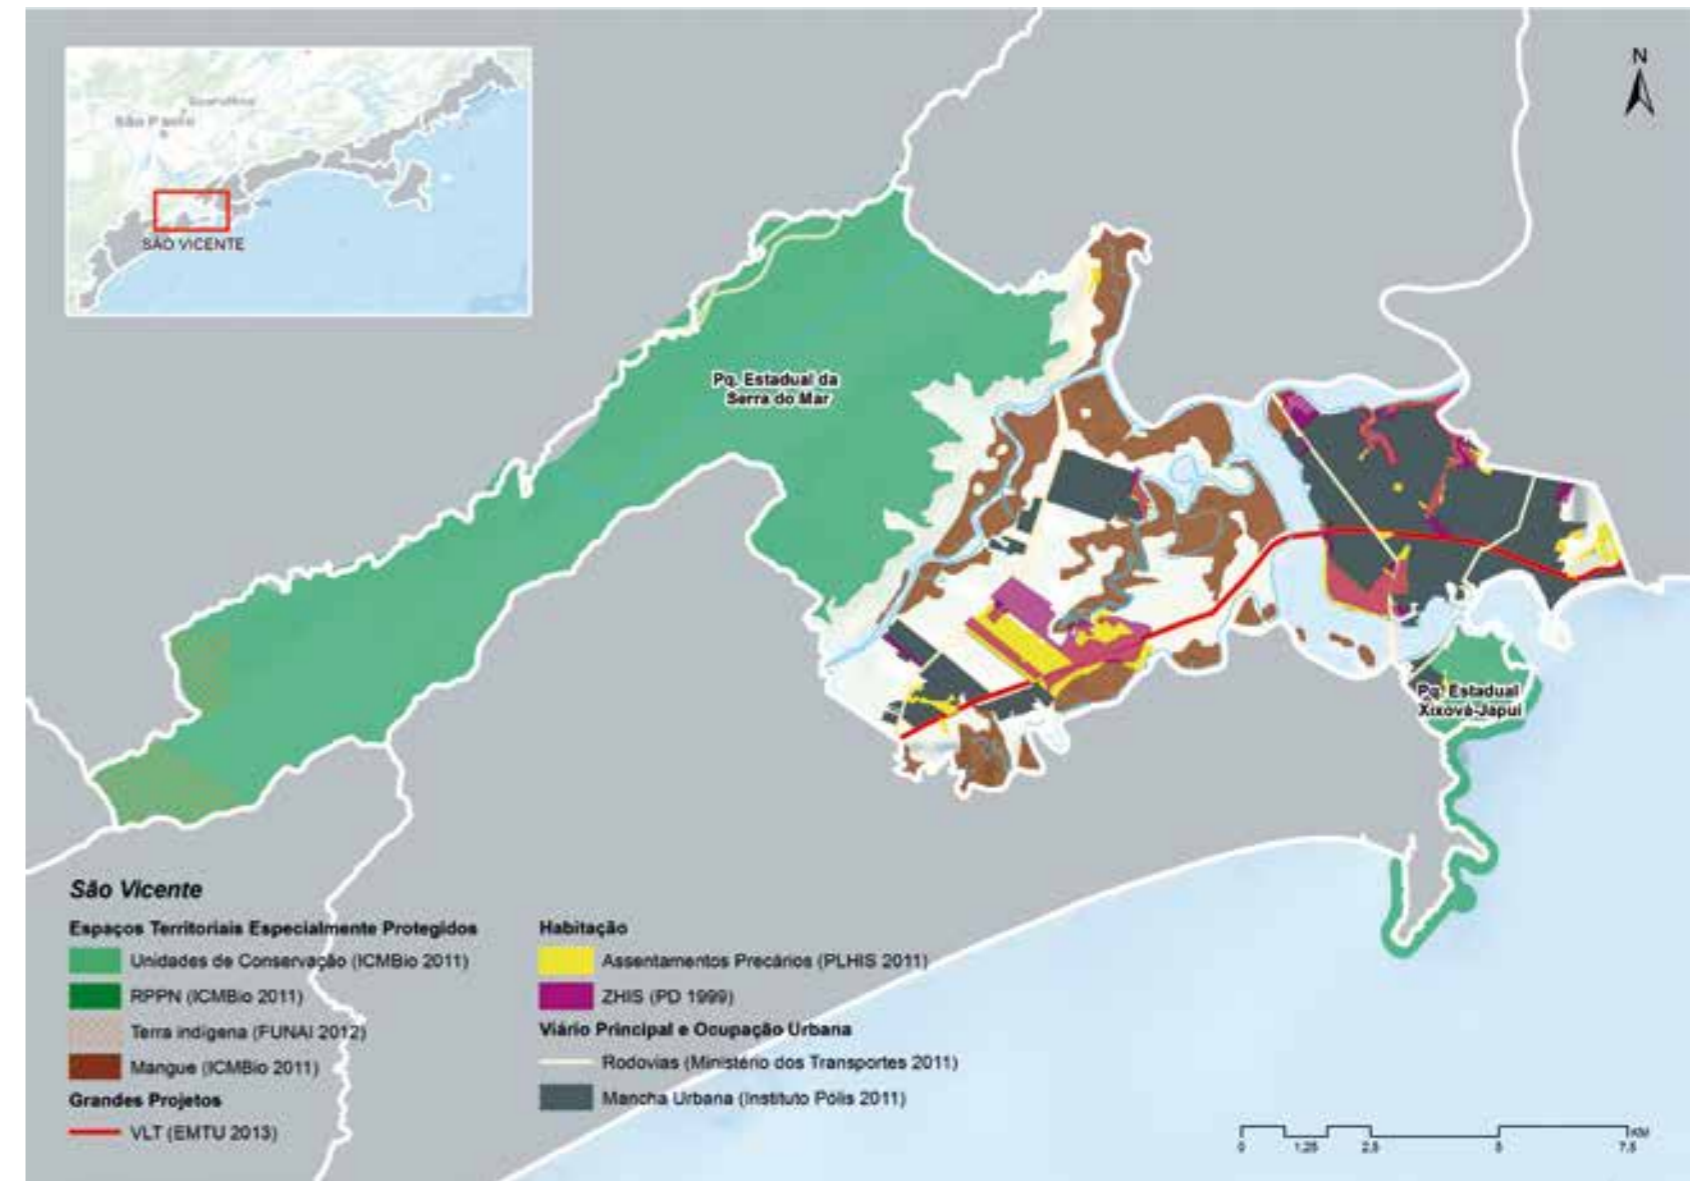 N
Guarulhos
São Paulo
SÃO VICENTE
Pq. Estadual da
Serra do Mar
Pq. Estadual
Xixová-Japuí
São Vicente
Espaços Territoriais Especialmente Protegidos
Unidades de Conservação (ICMBio 2011)
RPPN (ICMBio 2011)
Terra indígena (FUNAI 2012)
Mangue (ICMBio 2011)
Grandes Projetos
VLT (EMTU 2013)
Habitação
Assentamentos Precários (PLHIS 2011)
ZHIS (PD 1999)
Viário Principal e Ocupação Urbana
Rodovias (Ministério dos Transportes 2011)
Mancha Urbana (Instituto Pólis 2011)
KM
0 1,25 2,5 5 7,5